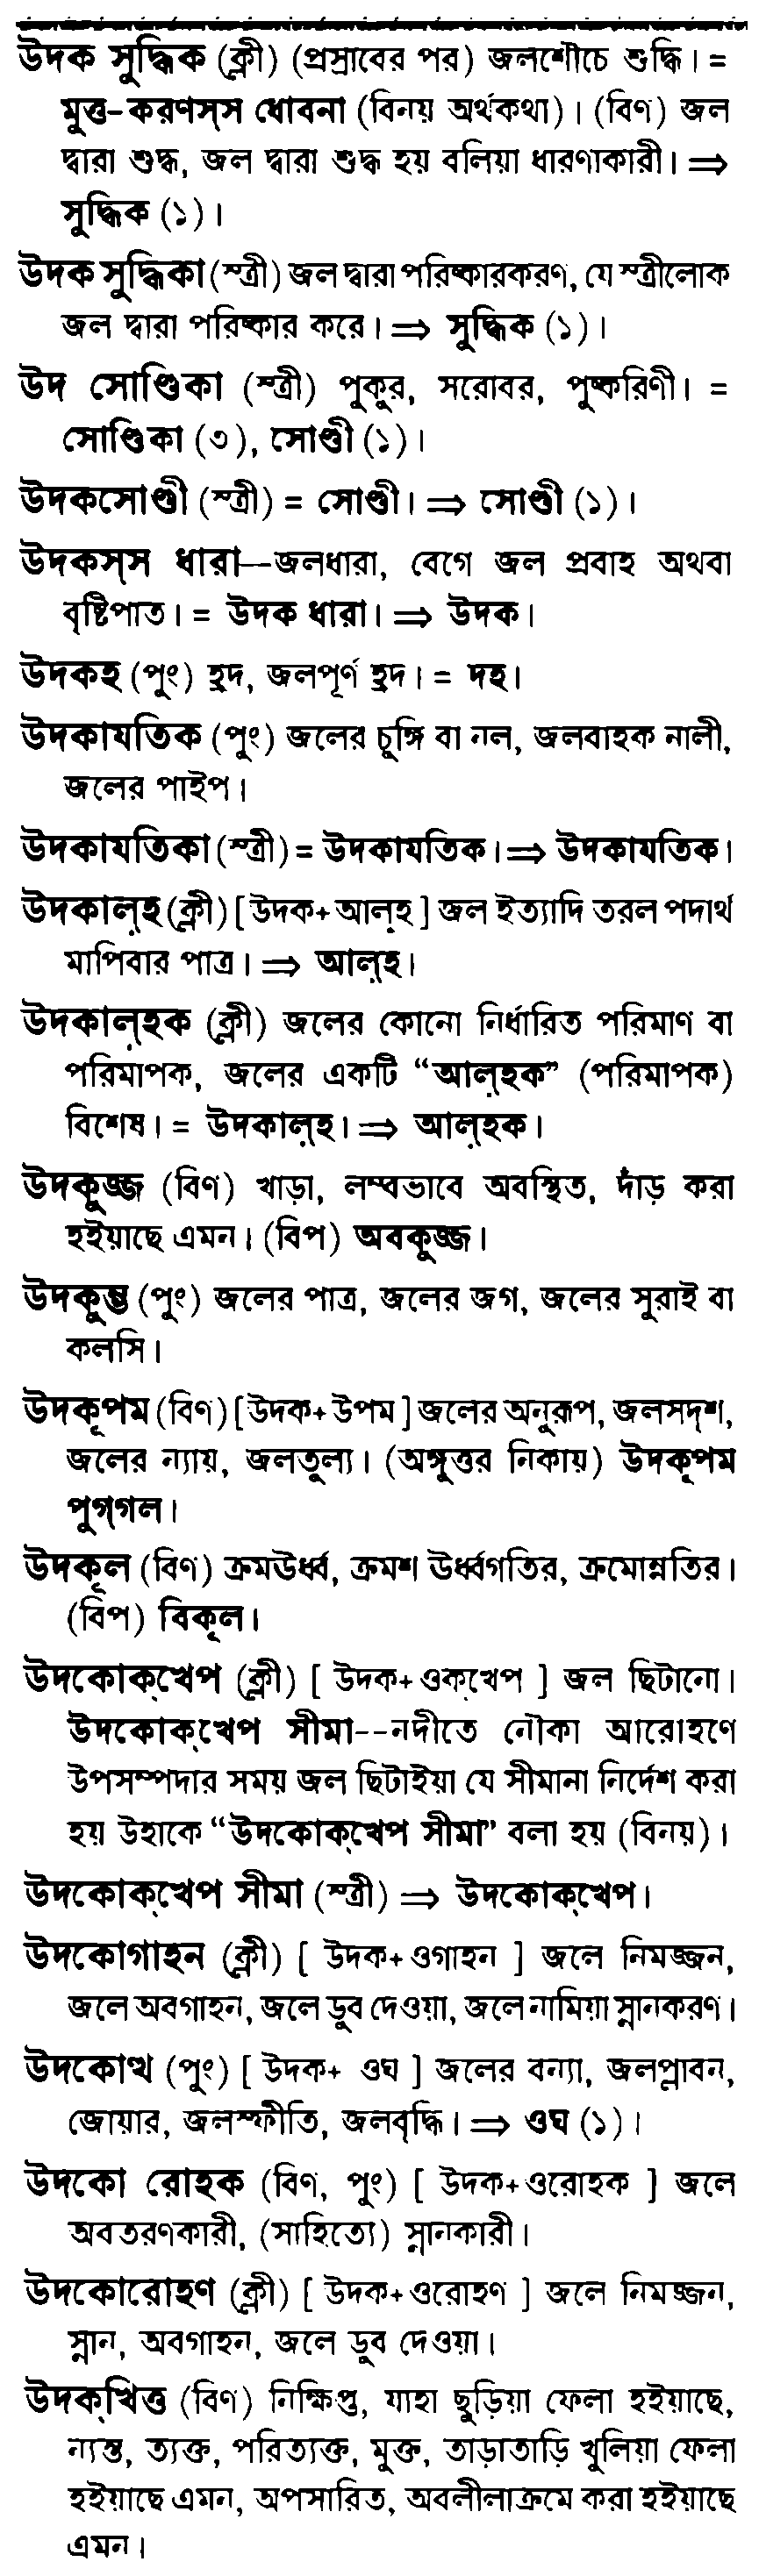 উদক সুদ্ধিক (ক্লী) (প্রস্রাবের পর) জলশৌচে শুদ্ধি। =
মুত্ত-করণস্স ধোবনা (বিনয় অর্থকথা)। (বিণ) জল
দ্বারা শুদ্ধ, জল দ্বারা শুদ্ধ হয় বলিয়া ধারণাকারী। ⇒
সুদ্ধিক (১)।
উদক সুদ্ধিকা (স্ত্রী) জল দ্বারা পরিষ্কারকরণ, যে স্ত্রীলোক
জল দ্বারা পরিষ্কার করে। ⇒ সুদ্ধিক (১)।
উদ সোণ্ডিকা (স্ত্রী) পুকুর, সরোবর, পুষ্করিণী। =
সোণ্ডিকা (৩), সোণ্ডী (১)।
উদকসোণ্ডী (স্ত্রী) = সোণ্ডী। ⇒ সোণ্ডী (১)।
উদকস্স ধারা—জলধারা, বেগে জল প্রবাহ অথবা
বৃষ্টিপাত। = উদক ধারা। ⇒ উদক।
উদকহ (পুং) হ্রদ, জলপূর্ণ হ্রদ। = দহ।
উদকাযতিক (পুং) জলের চুঙ্গি বা নল, জলবাহক নালী,
জলের পাইপ।
উদকাযতিকা (স্ত্রী) = উদকাযতিক। ⇒ উদকাযতিক।
উদকাল়্হ (ক্লী) [ উদক+ আল়্হ ] জল ইত্যাদি তরল পদার্থ
মাপিবার পাত্র। ⇒ আল়্হ।
উদকাল়্হক (ক্লী) জলের কোনো নির্ধারিত পরিমাণ বা
পরিমাপক, জলের একটি “আল়্হক” (পরিমাপক)
বিশেষ। = উদকাল়্হ। ⇒ আল়্হক।
উদকুজ্জ (বিণ) খাড়া, লম্বভাবে অবস্থিত, দাঁড় করা
হইয়াছে এমন। (বিপ) অবকুজ্জ।
উদকুম্ভ (পুং) জলের পাত্র, জলের জগ, জলের সুরাই বা
কলসি।
উদকূপম (বিণ) [ উদক+ উপম ] জলের অনুরূপ, জলসদৃশ,
জলের ন্যায়, জলতুল্য। (অঙ্গুত্তর নিকায়) উদকূপম
পুগ্গল।
উদকূল (বিণ) ক্রমঊর্ধ্ব, ক্রমশ ঊর্ধ্বগতির, ক্রমোন্নতির।
(বিপ) বিকূল।
উদকোক্খেপ (ক্লী) [ উদক+ ওক্খেপ ] জল ছিটানো।
উদকোক্খেপ সীমা--নদীতে নৌকা আরোহণে
উপসম্পদার সময় জল ছিটাইয়া যে সীমানা নির্দেশ করা
হয় উহাকে “উদকোক্খেপ সীমা” বলা হয় (বিনয়)।
উদকোক্খেপ সীমা (স্ত্রী) ⇒ উদকোক্খেপ।
উদকোগাহন (ক্লী) [ উদক+ ওগাহন ] জলে নিমজ্জন,
জলে অবগাহন, জলে ডুব দেওয়া, জলে নামিয়া স্নানকরণ।
উদকোঘ (পুং) [ উদক+ ওঘ ] জলের বন্যা, জলপ্লাবন,
জোয়ার, জলস্ফীতি, জলবৃদ্ধি। ⇒ ওঘ (১)।
উদকো রোহক (বিণ, পুং) [ উদক+ওরোহক ] জলে
অবতরণকারী, (সাহিত্যে) স্নানকারী।
উদকোরোহণ (ক্লী) [ উদক+ওরোহণ ] জলে নিমজ্জন,
স্নান, অবগাহন, জলে ডুব দেওয়া।
উদক্খিত্ত (বিণ) নিক্ষিপ্ত, যাহা ছুড়িয়া ফেলা হইয়াছে,
ন্যস্ত, ত্যক্ত, পরিত্যক্ত, মুক্ত, তাড়াতাড়ি খুলিয়া ফেলা
হইয়াছে এমন, অপসারিত, অবলীলাক্রমে করা হইয়াছে
এমন।